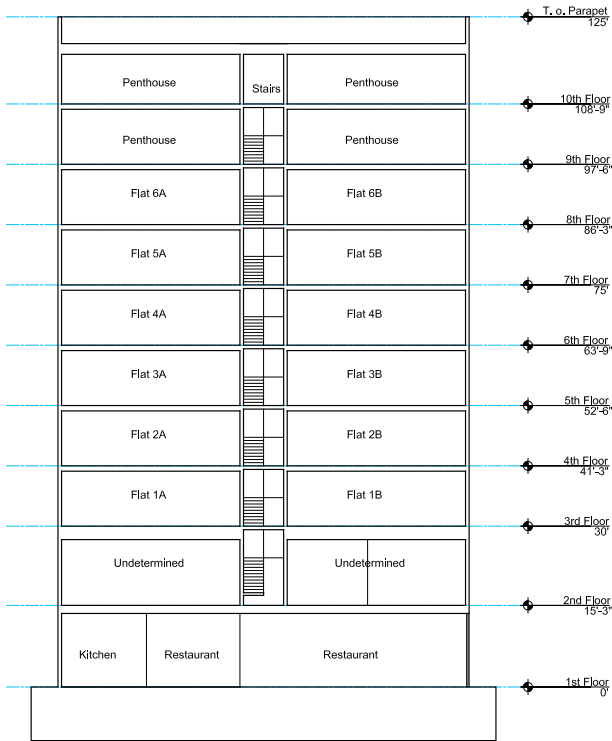 T. o. Parapet
125'
Penthouse Stairs Penthouse
10th Floor
108'-9"
Penthouse Penthouse
9th Floor
97'-6"
Flat 6A Flat 6B
8th Floor
86'-3"
Flat 5A Flat 5B
7th Floor
75'
Flat 4A Flat 4B
6th Floor
63'-9"
Flat 3A Flat 3B
5th Floor
52'-6"
Flat 2A Flat 2B
4th Floor
41'-3"
Flat 1A Flat 1B
3rd Floor
30'
Undetermined Undetermined
2nd Floor
15'-3"
Kitchen Restaurant Restaurant
1st Floor
0'